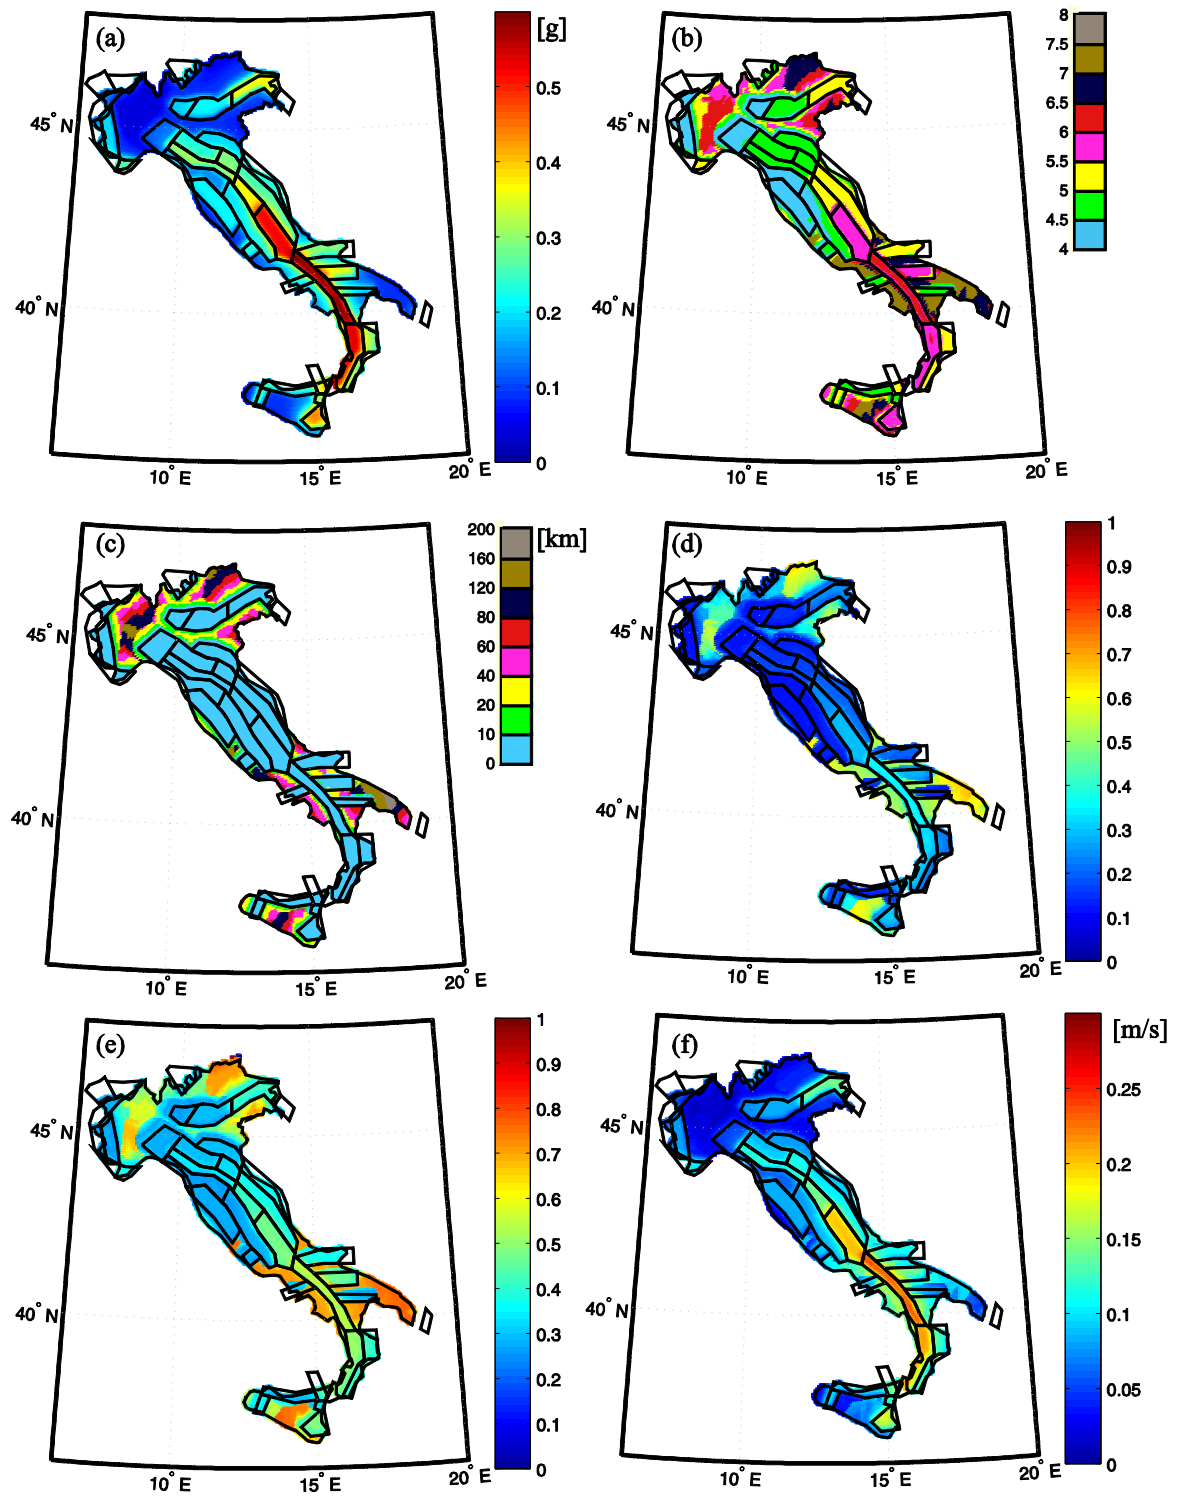 (a)
[g]
0.5
0.4
0.3
0.2
0.1
0
45° N
40° N
10° E
15° E
20° E
(b)
8
7.5
7
6.5
6
5.5
5
4.5
4
45° N
40° N
10° E
15° E
20° E
(c)
[km]
200
160
120
80
60
40
20
10
0
45° N
40° N
10° E
15° E
20° E
(d)
1
0.9
0.8
0.7
0.6
0.5
0.4
0.3
0.2
0.1
0
45° N
40° N
10° E
15° E
20° E
(e)
1
0.9
0.8
0.7
0.6
0.5
0.4
0.3
0.2
0.1
0
45° N
40° N
10° E
15° E
20° E
(f)
[m/s]
0.25
0.2
0.15
0.1
0.05
0
45° N
40° N
10° E
15° E
20° E